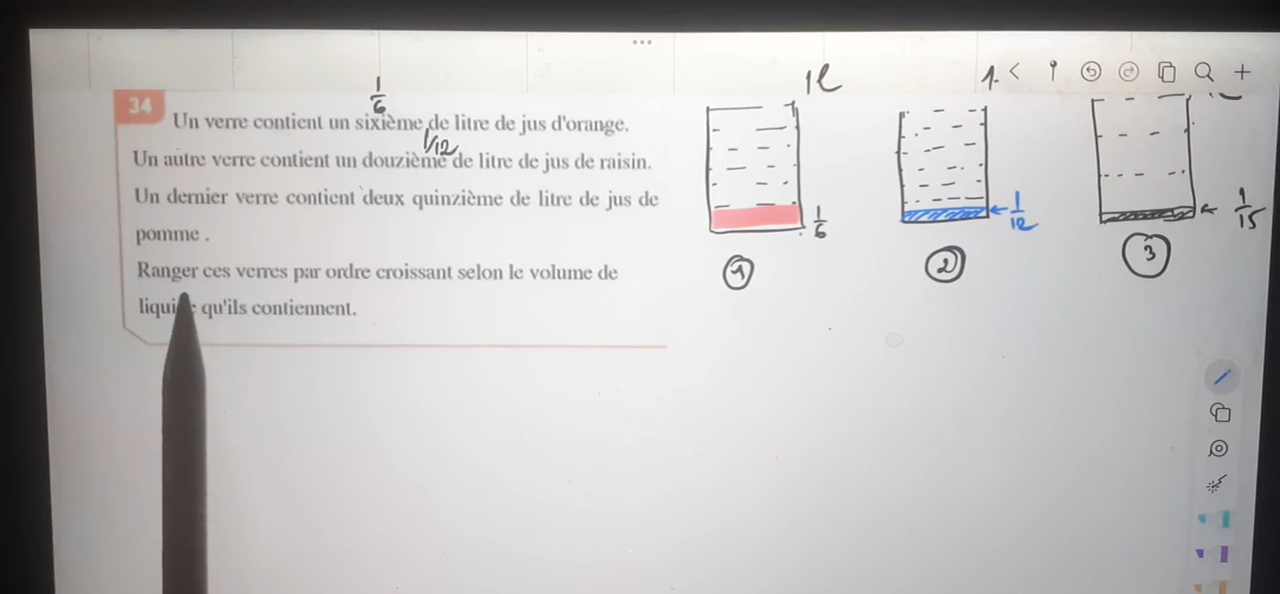 1l
1.
1/6
34
Un verre contient un sixième de litre de jus d'orange.
1/12
Un autre verre contient un douzième de litre de jus de raisin.
Un dernier verre contient deux quinzième de litre de jus de
pomme .
Ranger ces verres par ordre croissant selon le volume de
qu'ils contiennent.
1/6
1/12
1/15
1
2
3